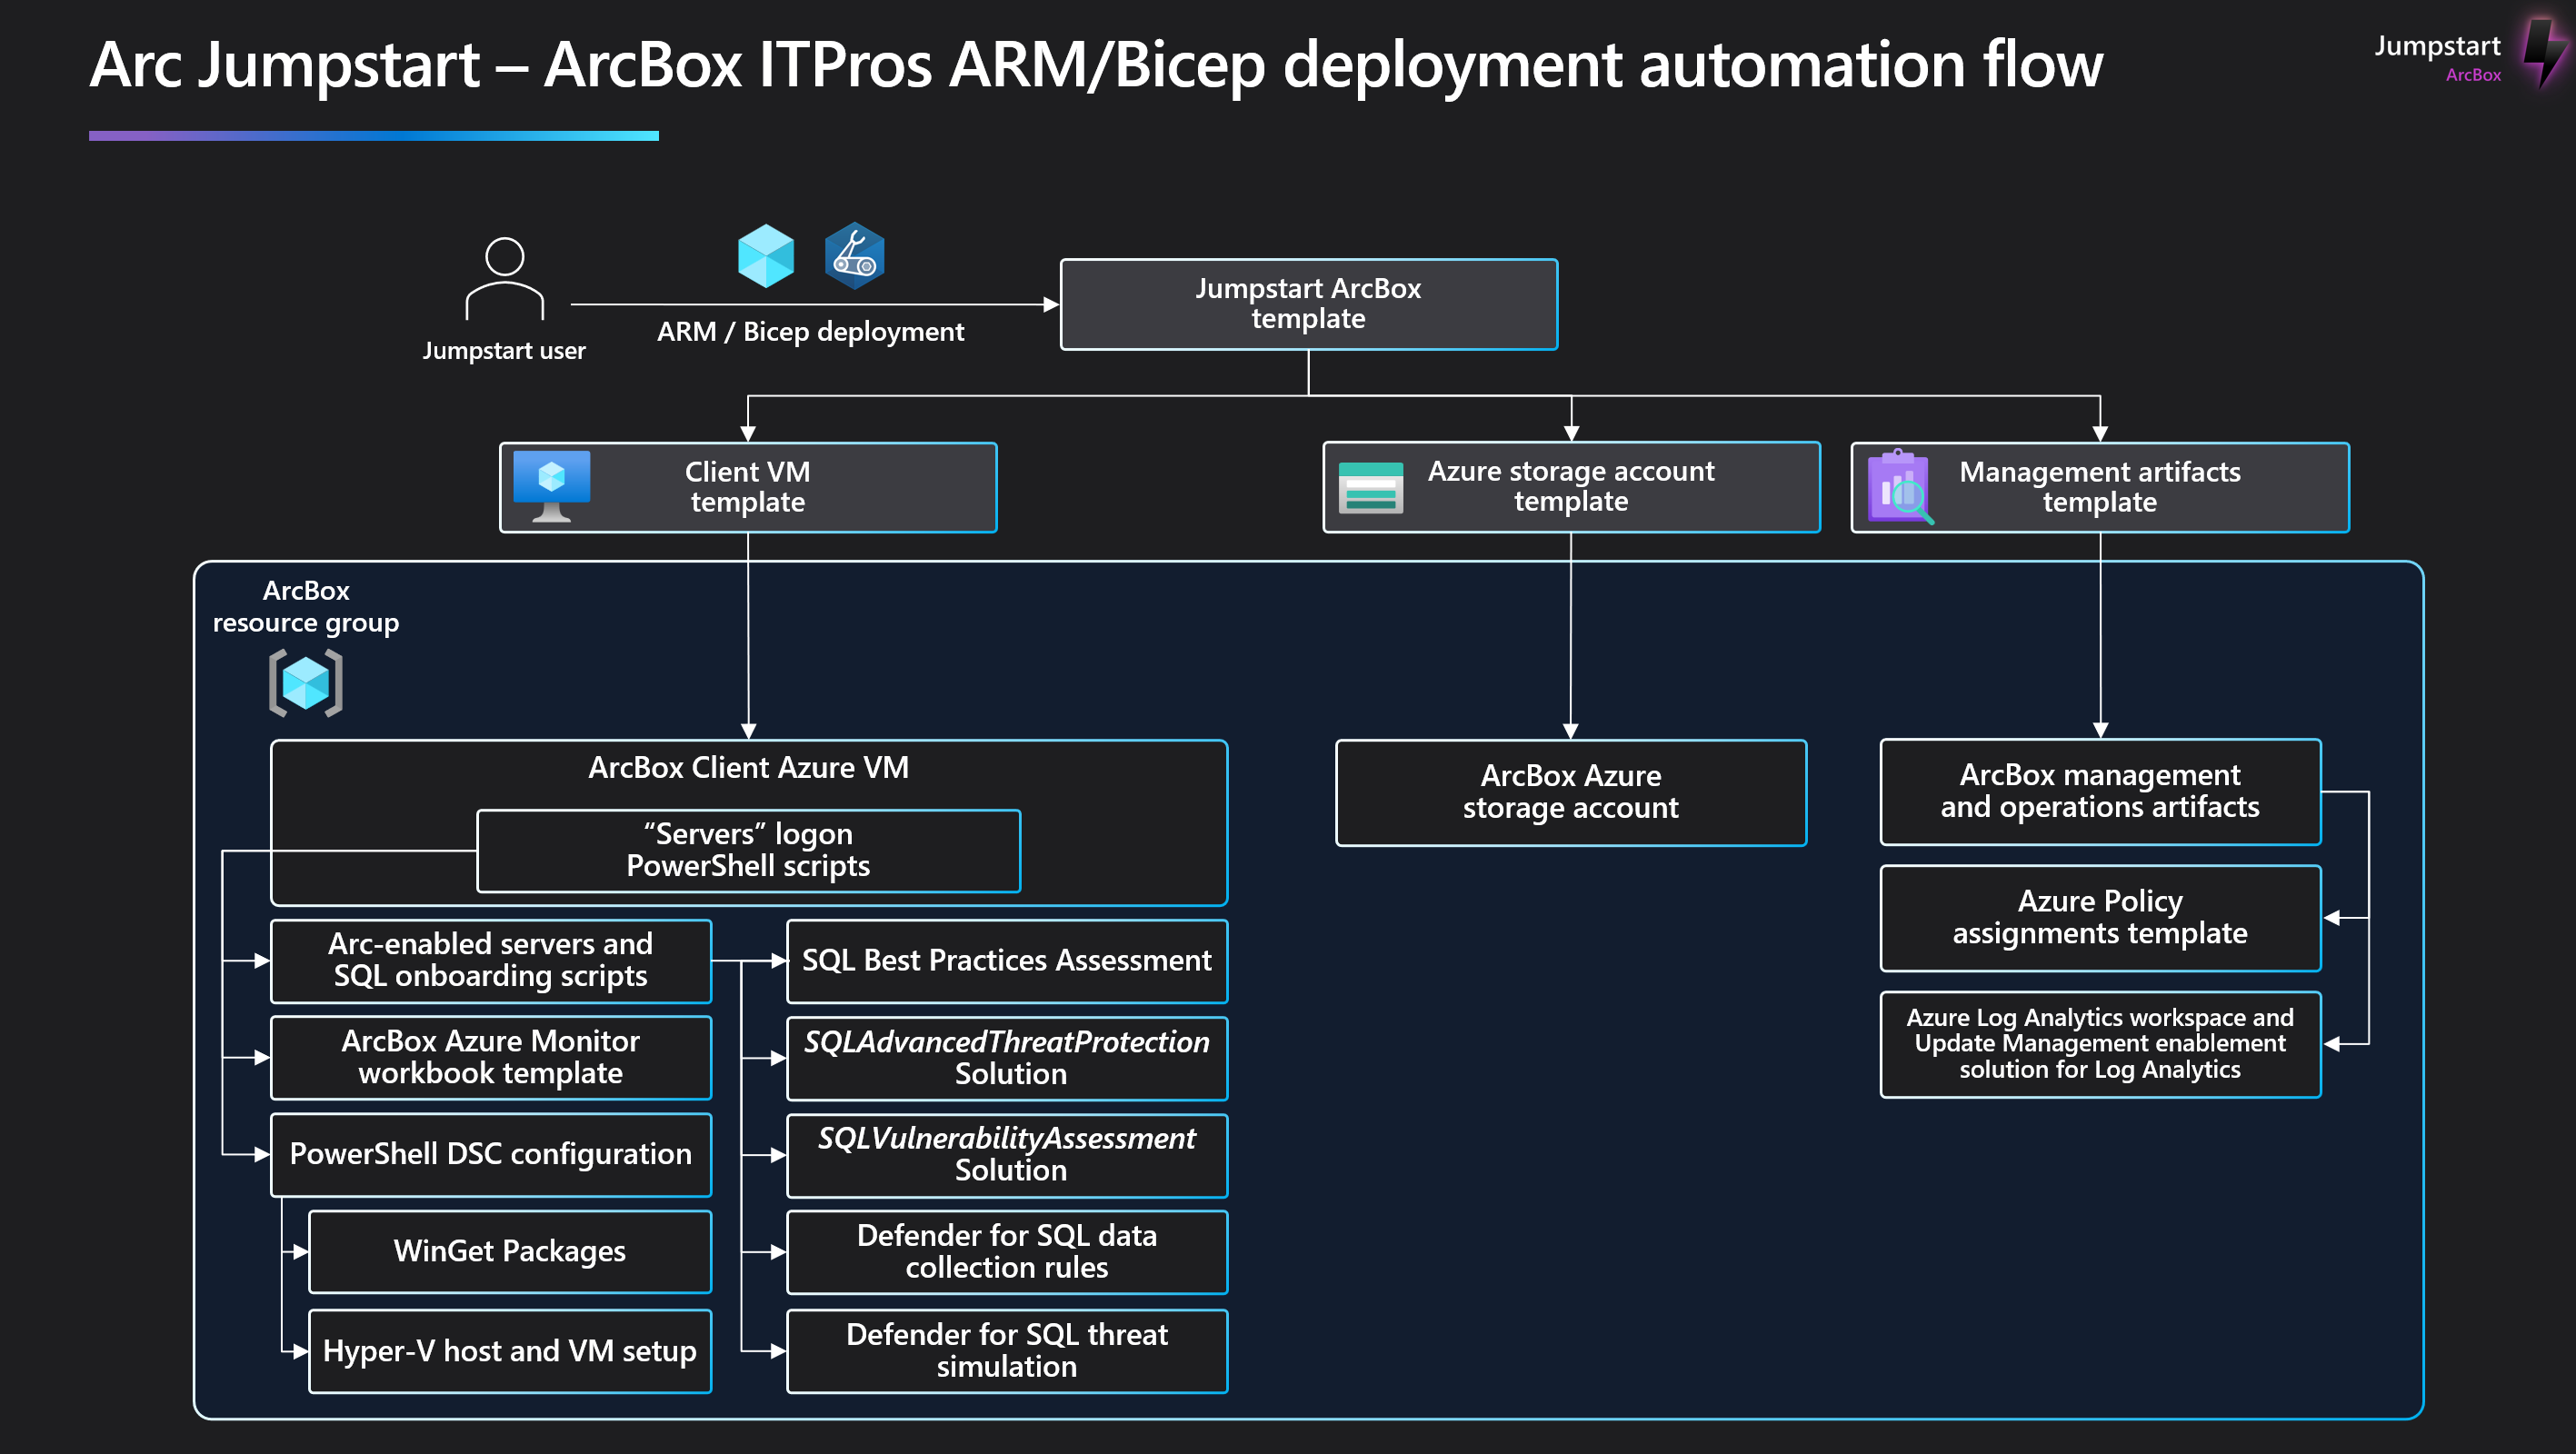 Arc Jumpstart – ArcBox ITPros ARM/Bicep deployment automation flow
Jumpstart
ArcBox
Jumpstart user
ARM / Bicep deployment
Jumpstart ArcBox
template
Client VM
template
Azure storage account
template
Management artifacts
template
ArcBox
resource group
ArcBox Client Azure VM
“Servers” logon
PowerShell scripts
ArcBox Azure
storage account
ArcBox management
and operations artifacts
Azure Policy
assignments template
Azure Log Analytics workspace and
Update Management enablement
solution for Log Analytics
Arc-enabled servers and
SQL onboarding scripts
ArcBox Azure Monitor
workbook template
PowerShell DSC configuration
WinGet Packages
Hyper-V host and VM setup
SQL Best Practices Assessment
SQLAdvancedThreatProtection
Solution
SQLVulnerabilityAssessment
Solution
Defender for SQL data
collection rules
Defender for SQL threat
simulation